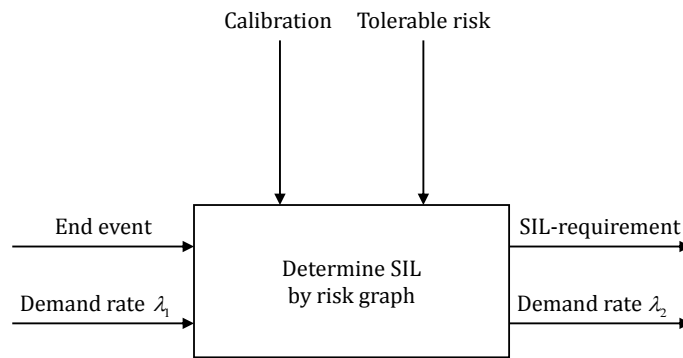 Calibration
Tolerable risk
End event
SIL-requirement
Determine SIL
by risk graph
Demand rate λ₁
Demand rate λ₂